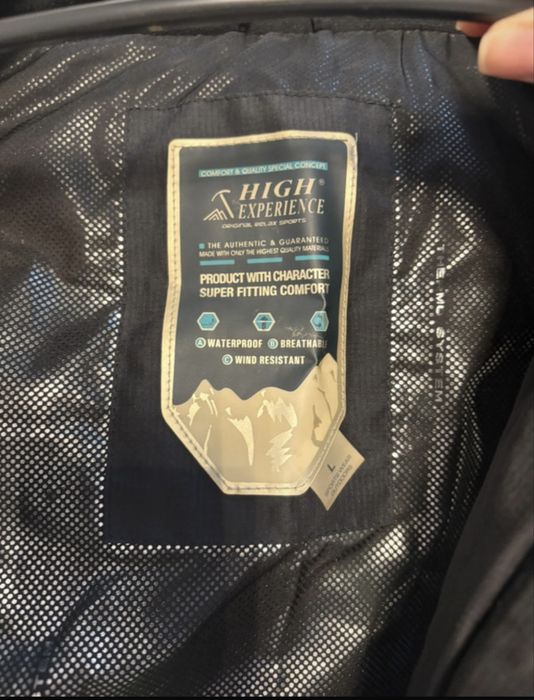 COMFORT & QUALITY SPECIAL CONCEPT
HIGH®
EXPERIENCE
ORIGINAL RELAX SPORTS
THE AUTHENTIC & GUARANTEED
MADE WITH ONLY THE HIGHEST QUALITY MATERIALS
PRODUCT WITH CHARACTER
SUPER FITTING COMFORT
A WATERPROOF B BREATHABLE
C WIND RESISTANT
L
SYSTEM